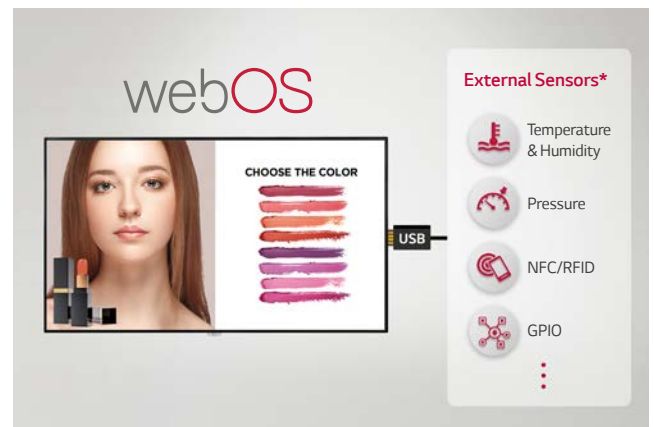 webOS
External Sensors*
Temperature
& Humidity
CHOOSE THE COLOR
Pressure
USB
NFC/RFID
GPIO